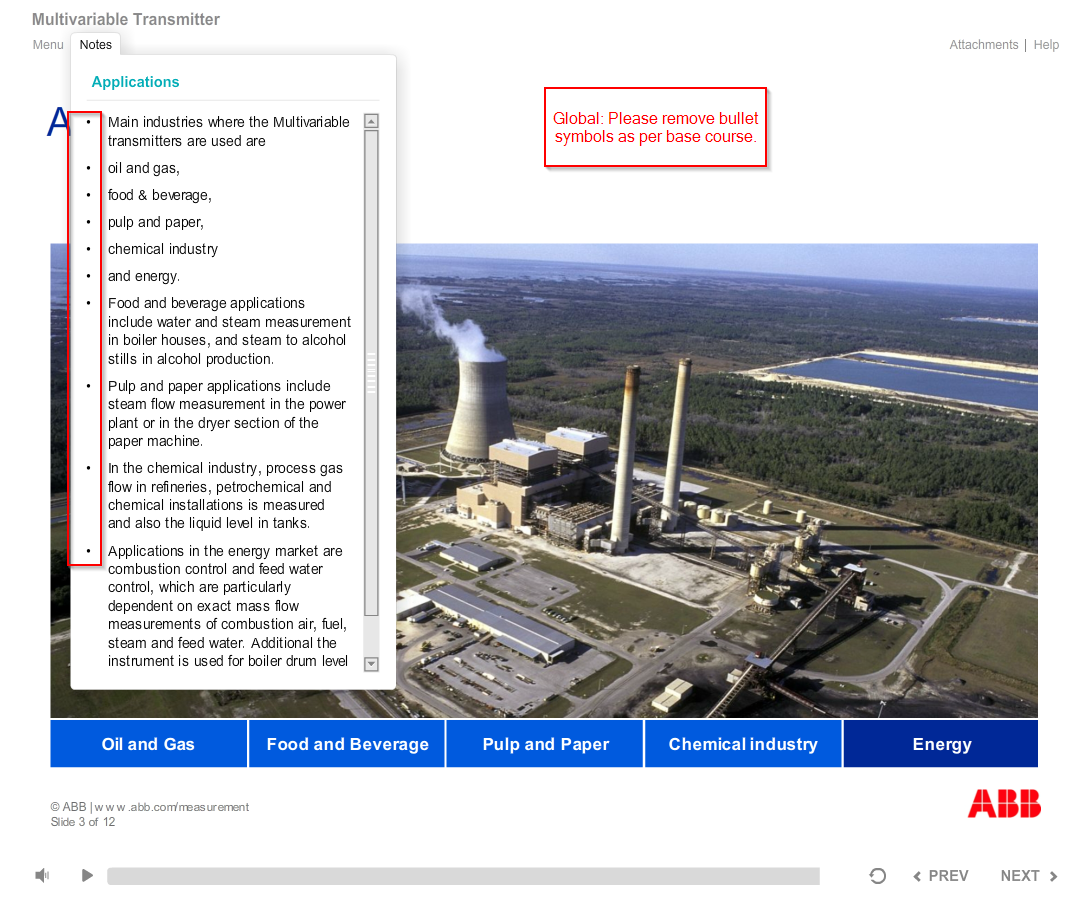 Multivariable Transmitter
Menu
Notes
Attachments | Help
Applications
A
• Main industries where the Multivariable
transmitters are used are
• oil and gas,
• food & beverage,
• pulp and paper,
• chemical industry
• and energy.
• Food and beverage applications
include water and steam measurement
in boiler houses, and steam to alcohol
stills in alcohol production.
• Pulp and paper applications include
steam flow measurement in the power
plant or in the dryer section of the
paper machine.
• In the chemical industry, process gas
flow in refineries, petrochemical and
chemical installations is measured
and also the liquid level in tanks.
• Applications in the energy market are
combustion control and feed water
control, which are particularly
dependent on exact mass flow
measurements of combustion air, fuel,
steam and feed water. Additional the
instrument is used for boiler drum level
Global: Please remove bullet
symbols as per base course.
Oil and Gas
Food and Beverage
Pulp and Paper
Chemical industry
Energy
© ABB | www.abb.com/measurement
Slide 3 of 12
ABB
PREV
NEXT